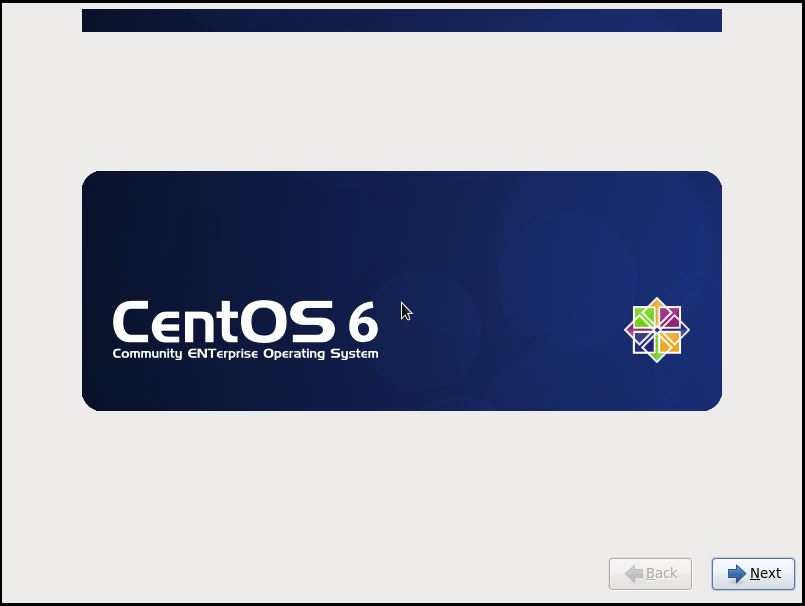 CentOS 6
Community ENTerprise Operating System
Back
Next